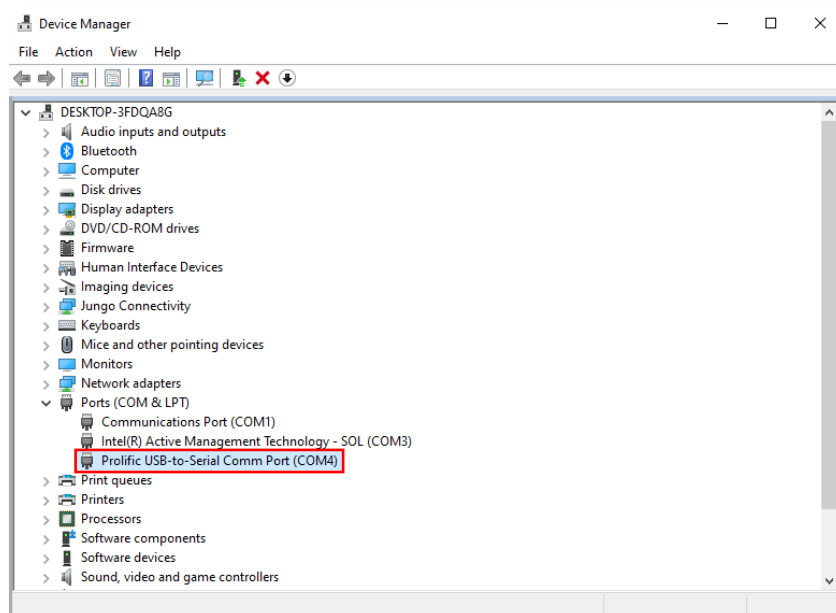 Device Manager
File Action View Help
DESKTOP-3FDQA8G
Audio inputs and outputs
Bluetooth
Computer
Disk drives
Display adapters
DVD/CD-ROM drives
Firmware
Human Interface Devices
Imaging devices
Jungo Connectivity
Keyboards
Mice and other pointing devices
Monitors
Network adapters
Ports (COM & LPT)
Communications Port (COM1)
Intel(R) Active Management Technology - SOL (COM3)
Prolific USB-to-Serial Comm Port (COM4)
Print queues
Printers
Processors
Software components
Software devices
Sound, video and game controllers